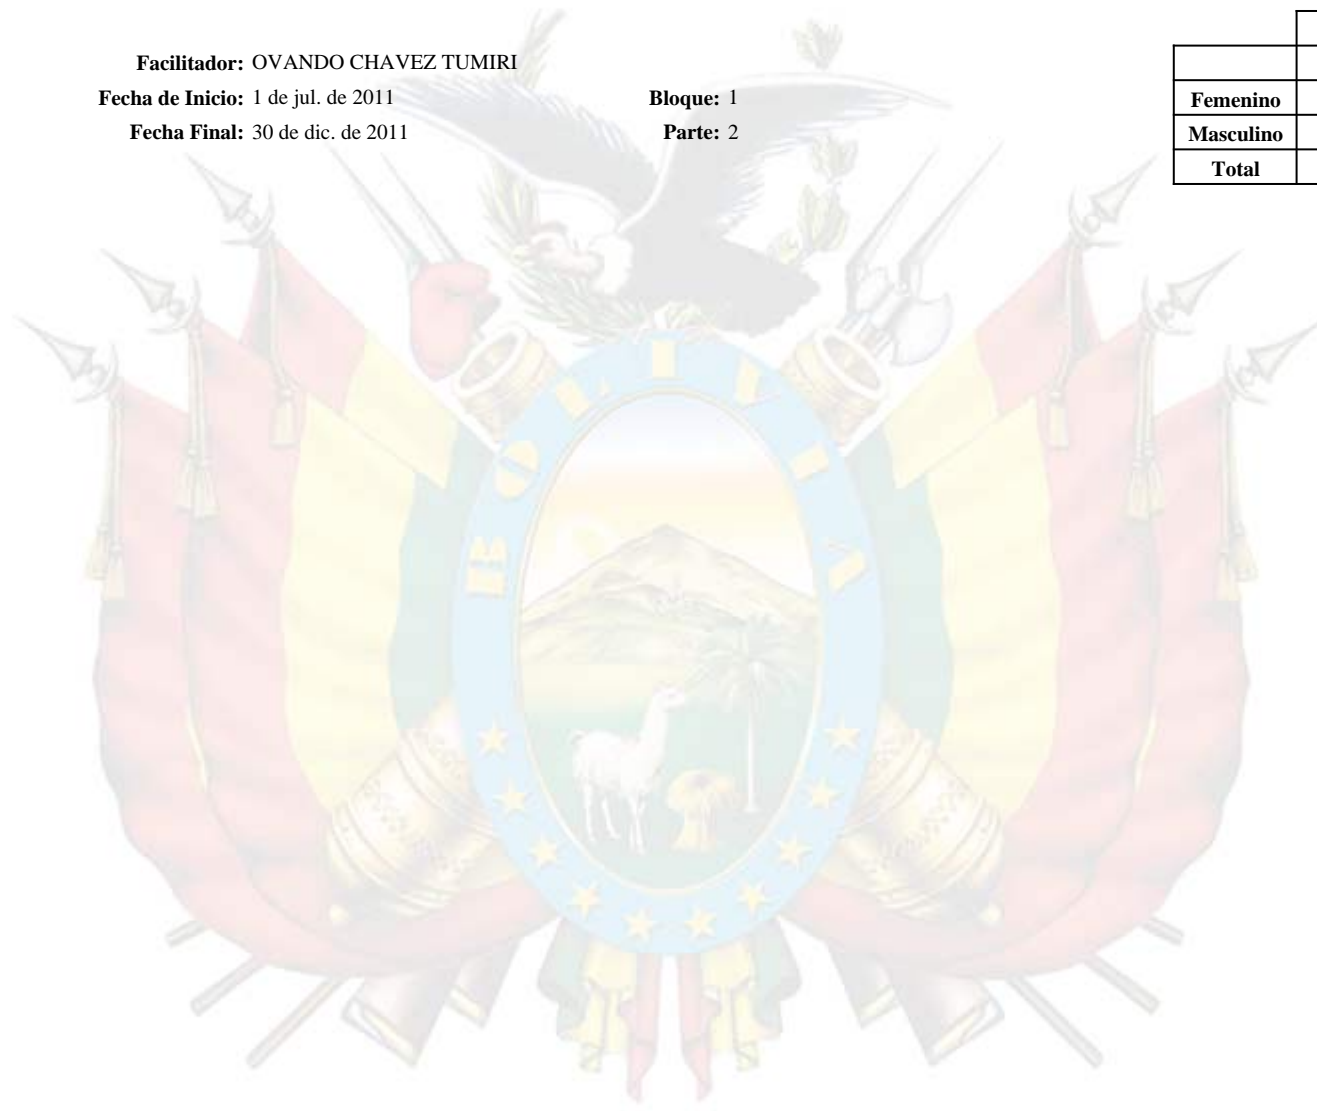 Facilitador: OVANDO CHAVEZ TUMIRI
Fecha de Inicio: 1 de jul. de 2011 Bloque: 1
Fecha Final: 30 de dic. de 2011 Parte: 2
Femenino
Masculino
Total
BOLIVIA